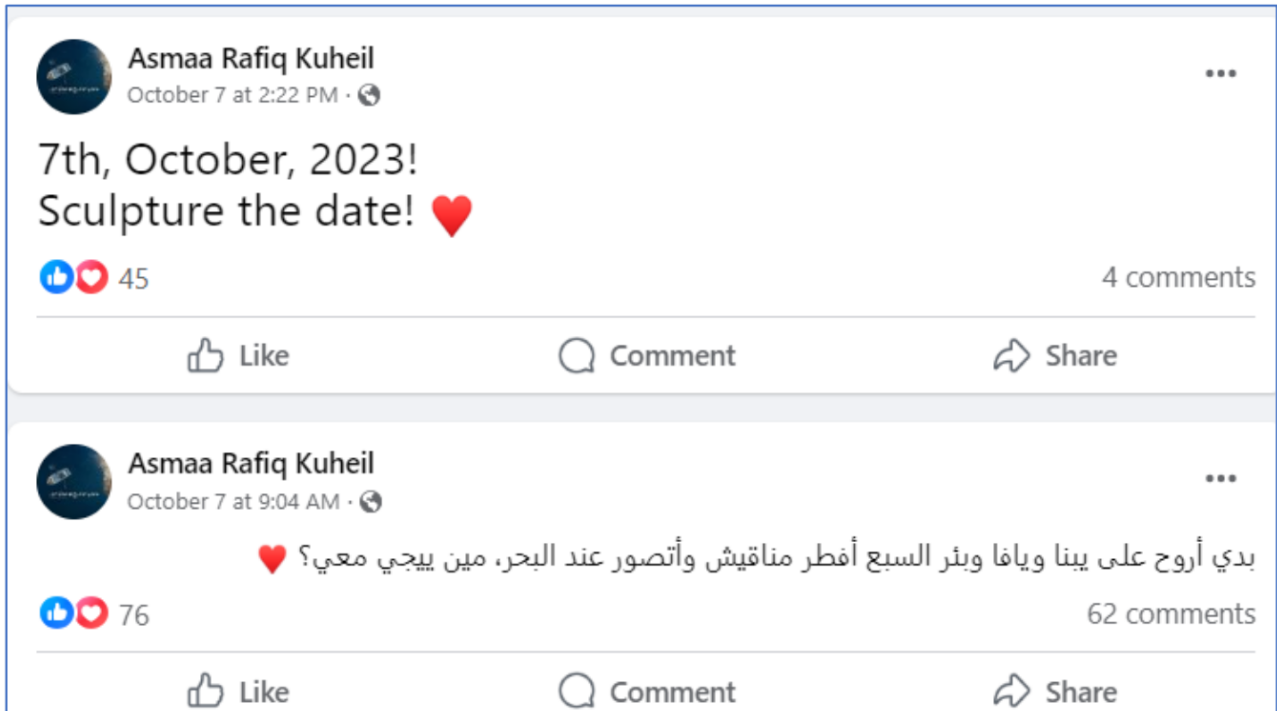 Asmaa Rafiq Kuheil
October 7 at 2:22 PM ·
7th, October, 2023!
Sculpture the date! ♥
45
4 comments
Like
Comment
Share
Asmaa Rafiq Kuheil
October 7 at 9:04 AM ·
بدي أروح على يبنا ويافا وبئر السبع أفطر مناقيش وأتصور عند البحر، مين ييجي معي؟ ♥
76
62 comments
Like
Comment
Share